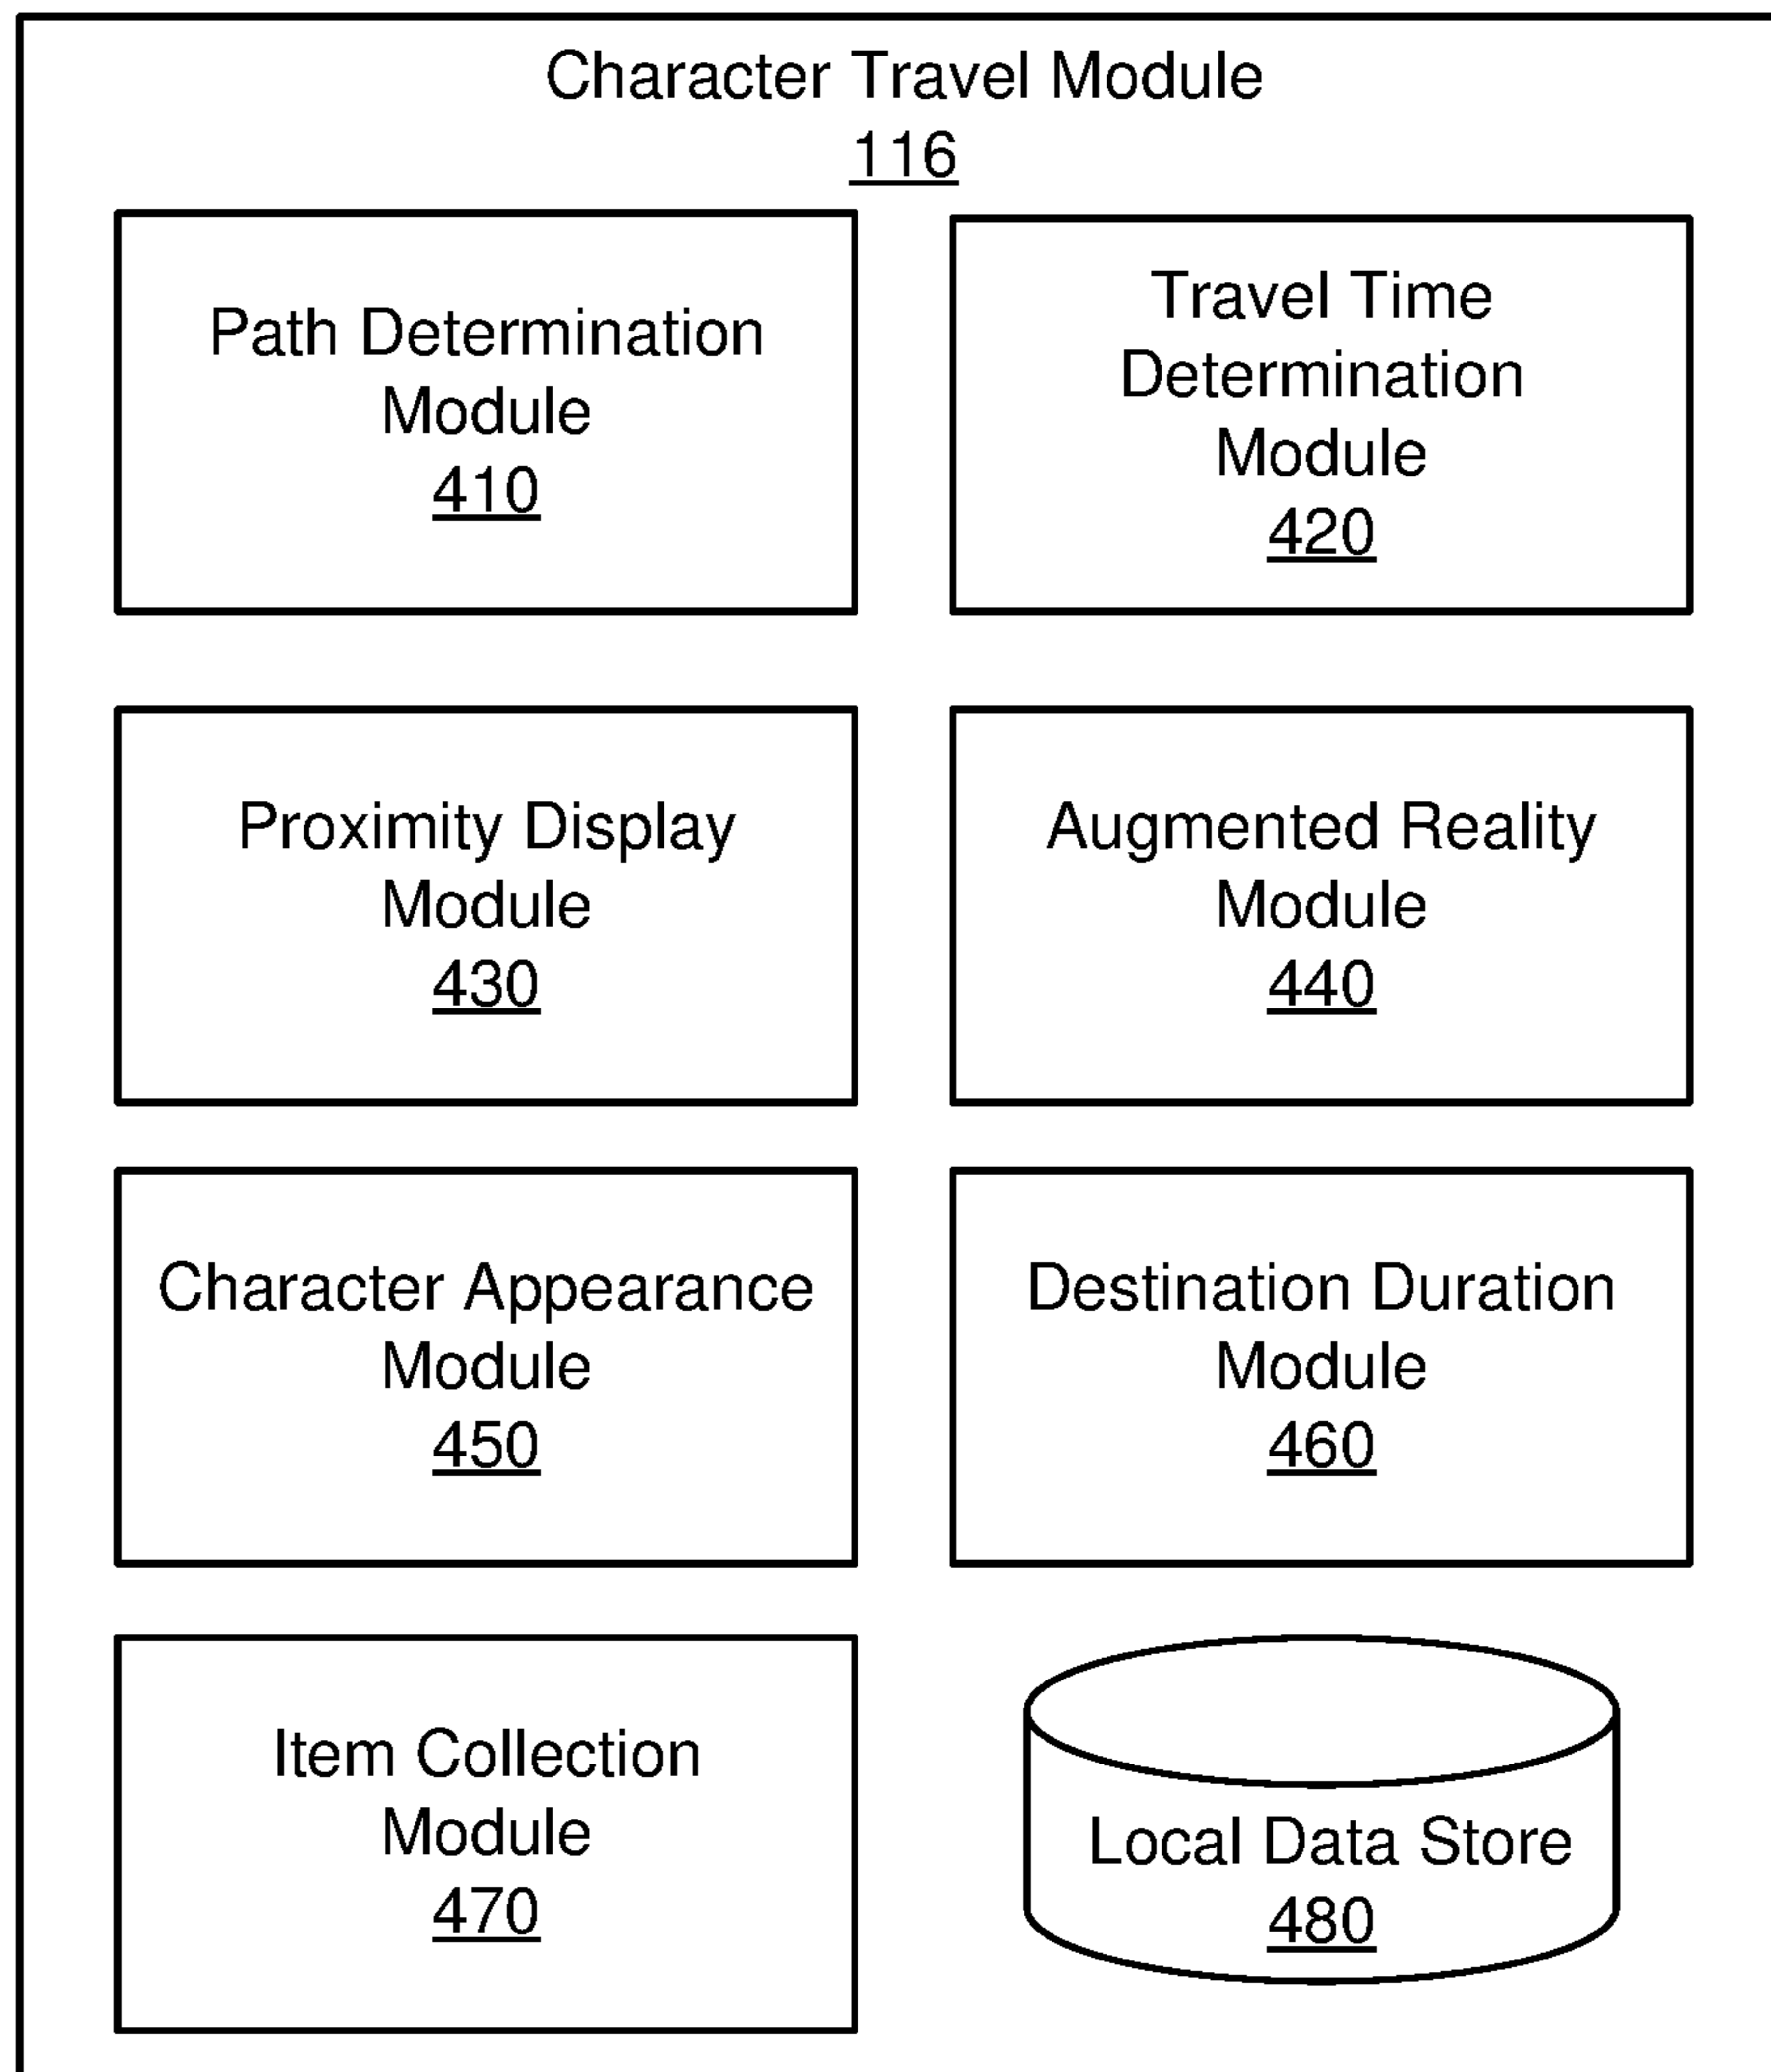 Character Travel Module
116
Path Determination
Module
410
Travel Time
Determination
Module
420
Proximity Display
Module
430
Augmented Reality
Module
440
Character Appearance
Module
450
Destination Duration
Module
460
Item Collection
Module
470
Local Data Store
480